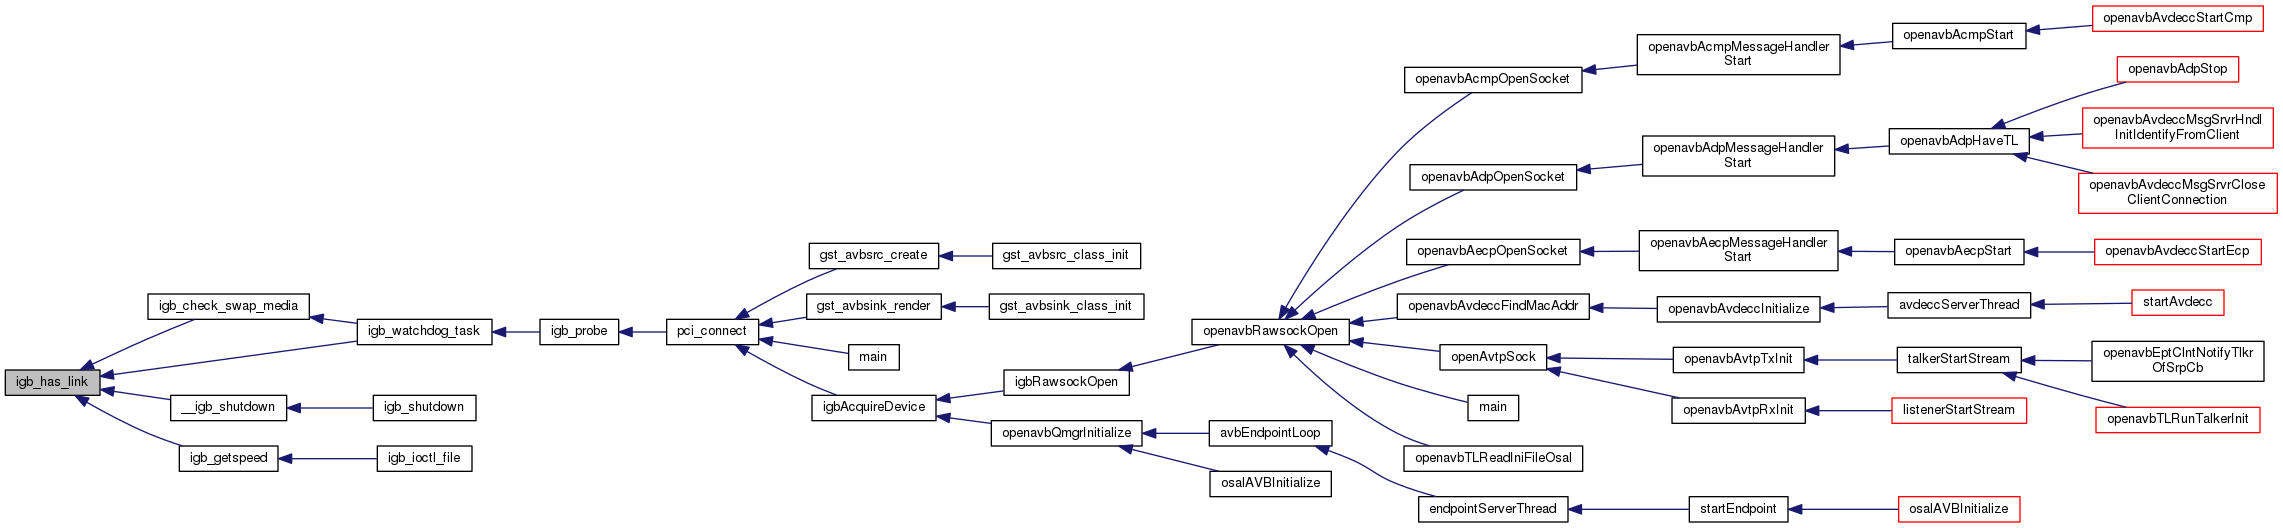 igb_has_link
igb_check_swap_media
igb_watchdog_task
__igb_shutdown
igb_shutdown
igb_getspeed
igb_ioctl_file
igb_probe
pci_connect
gst_avbsrc_create
gst_avbsrc_class_init
gst_avbsink_render
gst_avbsink_class_init
main
igbAcquireDevice
igbRawsockOpen
openavbQmgrInitialize
avbEndpointLoop
osalAVBInitialize
openavbRawsockOpen
openavbAcmpOpenSocket
openavbAcmpMessageHandler
Start
openavbAcmpStart
openavbAvdeccStartCmp
openavbAdpOpenSocket
openavbAdpMessageHandler
Start
openavbAdpHaveTL
openavbAdpStop
openavbAvdeccMsgSrvrHndl
InitIdentifyFromClient
openavbAvdeccMsgSrvrClose
ClientConnection
openavbAecpOpenSocket
openavbAecpMessageHandler
Start
openavbAecpStart
openavbAvdeccStartEcp
openavbAvdeccFindMacAddr
openavbAvdeccInitialize
avdeccServerThread
startAvdecc
openAvtpSock
openavbAvtpTxInit
talkerStartStream
openavbEptClntNotifyTlkr
OfSrpCb
openavbTLRunTalkerInit
openavbAvtpRxInit
listenerStartStream
main
openavbTLReadIniFileOsal
endpointServerThread
startEndpoint
osalAVBInitialize